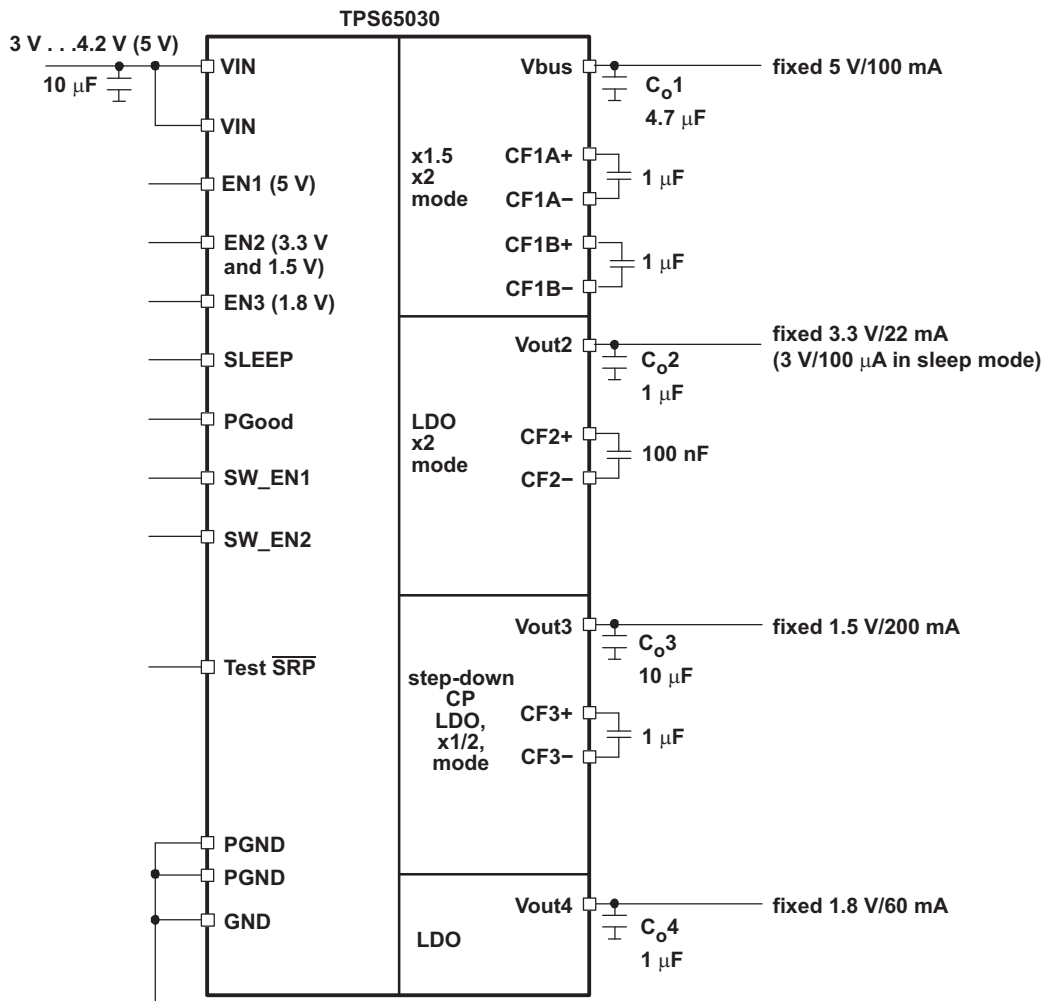 TPS65030
3 V . . .4.2 V (5 V)
10 μF
VIN
VIN
EN1 (5 V)
EN2 (3.3 V
and 1.5 V)
EN3 (1.8 V)
SLEEP
PGood
SW_EN1
SW_EN2
Test SRP
PGND
PGND
GND
x1.5
x2
mode
Vbus
CF1A+
CF1A−
CF1B+
CF1B−
Co1
4.7 μF
fixed 5 V/100 mA
1 μF
1 μF
LDO
x2
mode
Vout2
CF2+
CF2−
Co2
1 μF
fixed 3.3 V/22 mA
(3 V/100 μA in sleep mode)
100 nF
step-down
CP
LDO,
x1/2,
mode
Vout3
CF3+
CF3−
Co3
10 μF
fixed 1.5 V/200 mA
1 μF
LDO
Vout4
Co4
1 μF
fixed 1.8 V/60 mA